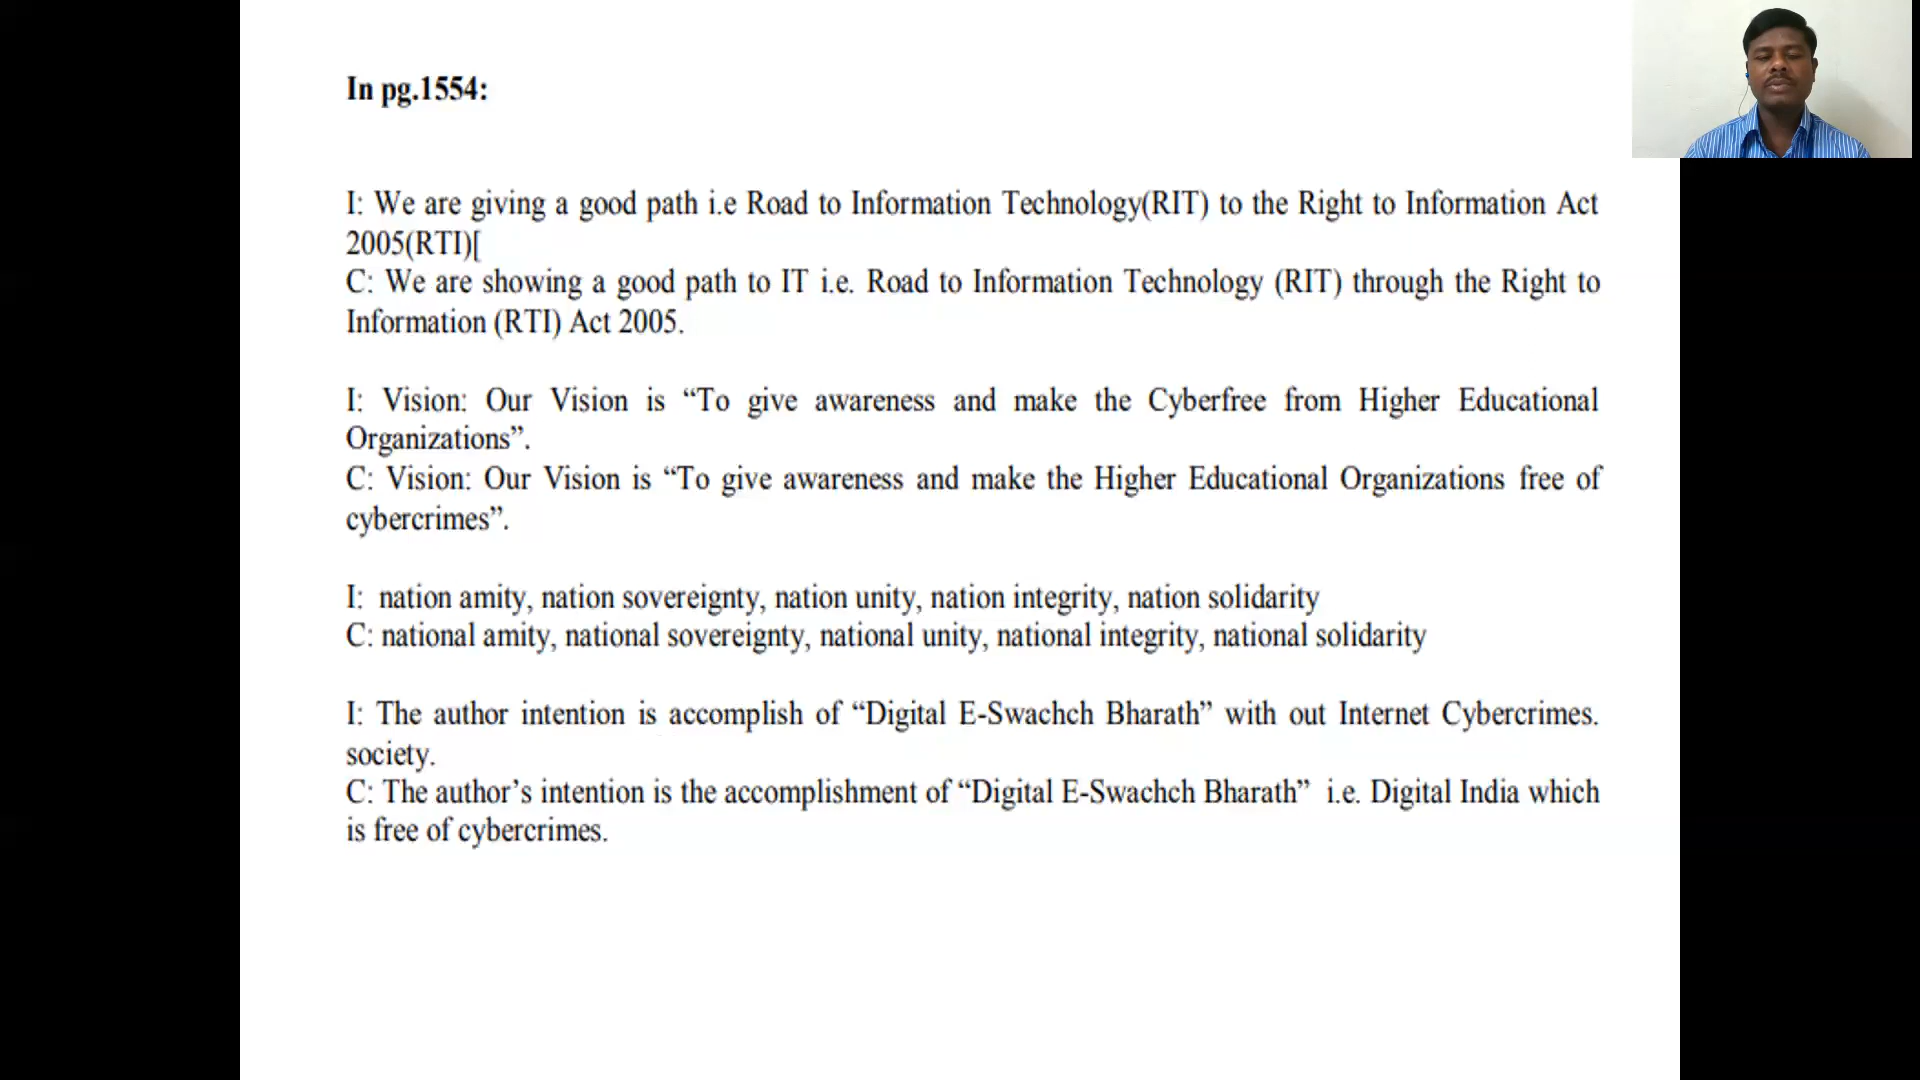 In pg.1554:
I: We are giving a good path i.e Road to Information Technology(RIT) to the Right to Information Act
2005(RTI)[
C: We are showing a good path to IT i.e. Road to Information Technology (RIT) through the Right to
Information (RTI) Act 2005.
I: Vision: Our Vision is “To give awareness and make the Cyberfree from Higher Educational
Organizations”.
C: Vision: Our Vision is “To give awareness and make the Higher Educational Organizations free of
cybercrimes”.
I: nation amity, nation sovereignty, nation unity, nation integrity, nation solidarity
C: national amity, national sovereignty, national unity, national integrity, national solidarity
I: The author intention is accomplish of “Digital E-Swachch Bharath” with out Internet Cybercrimes.
society.
C: The author’s intention is the accomplishment of “Digital E-Swachch Bharath” i.e. Digital India which
is free of cybercrimes.